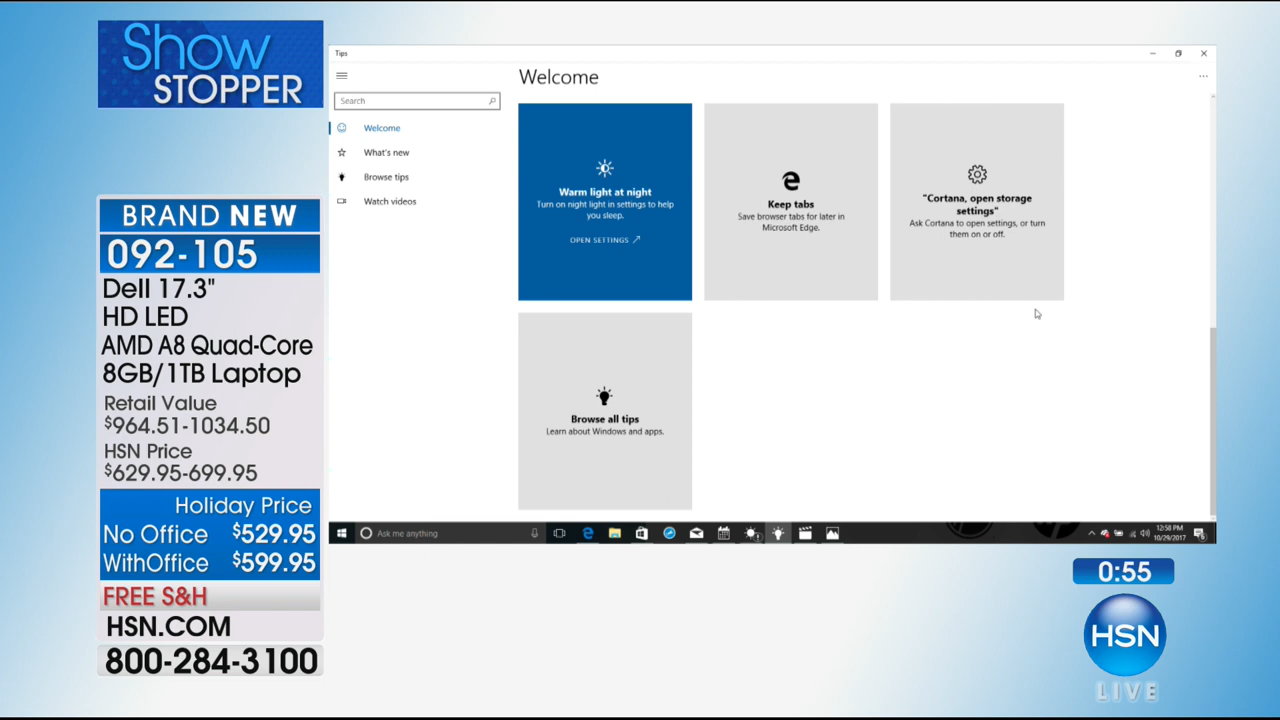 Show
STOPPER
BRAND NEW
092-105
Dell 17.3"
HD LED
AMD A8 Quad-Core
8GB/1TB Laptop
Retail Value
$964.51-1034.50
HSN Price
$629.95-699.95
Holiday Price
No Office $529.95
WithOffice $599.95
FREE S&H
HSN.COM
800-284-3100
Tips
Search
Welcome
What's new
Browse tips
Watch videos
Welcome
Warm light at night
Turn on night light in settings to help
you sleep.
OPEN SETTINGS
Keep tabs
Save browser tabs for later in
Microsoft Edge.
"Cortana, open storage
settings"
Ask Cortana to open settings, or turn
them on or off.
Browse all tips
Learn about Windows and apps.
Ask me anything
12:58 PM
10/29/2017
0:55
HSN
LIVE